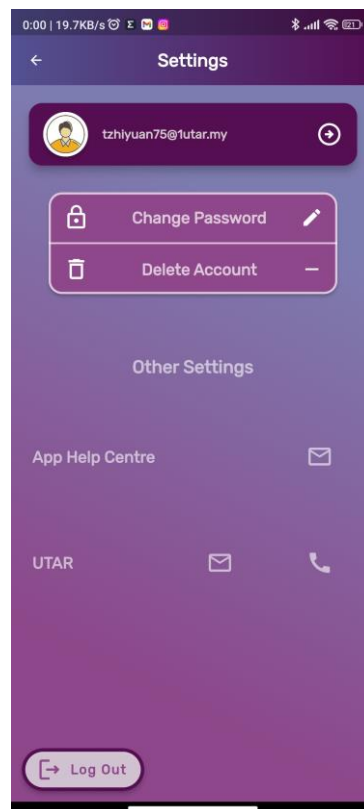 0:00 | 19.7KB/s
Settings
tzhiyuan75@1utar.my
Change Password
Delete Account
Other Settings
App Help Centre
UTAR
Log Out